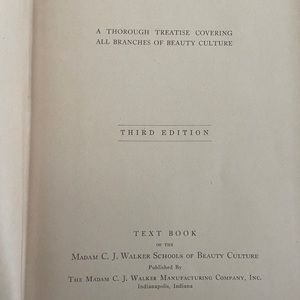 A THOROUGH TREATISE COVERING
ALL BRANCHES OF BEAUTY CULTURE
THIRD EDITION
TEXT BOOK
OF THE
MADAM C. J. WALKER SCHOOLS OF BEAUTY CULTURE
Published By
THE MADAM C. J. WALKER MANUFACTURING COMPANY, INC.
Indianapolis, Indiana